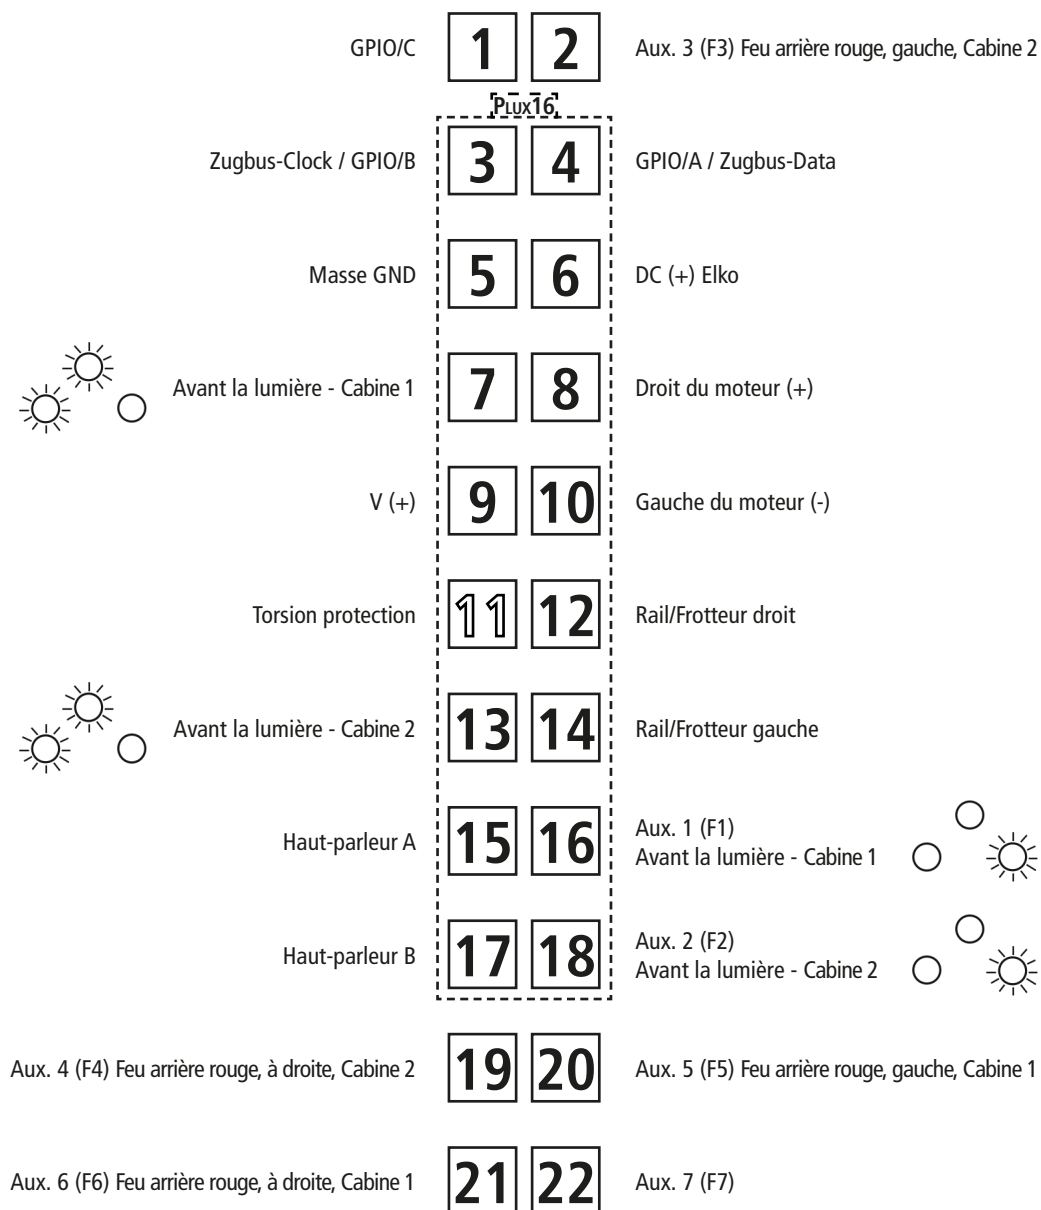 GPIO/C 1 2 Aux. 3 (F3) Feu arrière rouge, gauche, Cabine 2
PLUX16
Zugbus-Clock / GPIO/B 3 4 GPIO/A / Zugbus-Data
Masse GND 5 6 DC (+) Elko
Avant la lumière - Cabine 1 7 8 Droit du moteur (+)
V (+) 9 10 Gauche du moteur (-)
Torsion protection 11 12 Rail/Frotteur droit
Avant la lumière - Cabine 2 13 14 Rail/Frotteur gauche
Haut-parleur A 15 16 Aux. 1 (F1)
Avant la lumière - Cabine 1
Haut-parleur B 17 18 Aux. 2 (F2)
Avant la lumière - Cabine 2
Aux. 4 (F4) Feu arrière rouge, à droite, Cabine 2 19 20 Aux. 5 (F5) Feu arrière rouge, gauche, Cabine 1
Aux. 6 (F6) Feu arrière rouge, à droite, Cabine 1 21 22 Aux. 7 (F7)